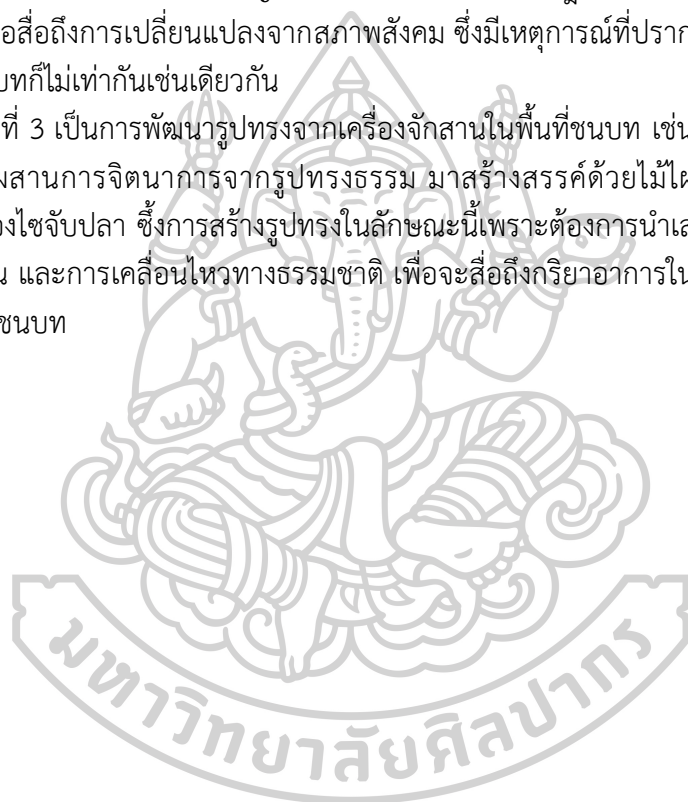 อสื่อถึงการเปลี่ยนแปลงจากสภาพสังคม ซึ่งมีเหตุการณ์ที่ปราก
บทก็ไม่เท่ากันเช่นเดียวกัน
ที่ 3 เป็นการพัฒนารูปทรงจากเครื่องจักสานในพื้นที่ชนบท เช่น
งสานการจิตนาการจากรูปทรงธรรม มาสร้างสรรค์ด้วยไม้ไผ
องไซจับปลา ซึ้งการสร้างรูปทรงในลักษณะนี้เพราะต้องการนำเส
น และการเคลื่อนไหวทางธรรมชาติ เพื่อจะสื่อถึงกริยาอาการใน
ชนบท
มหาวิทยาลัยศิลปากร